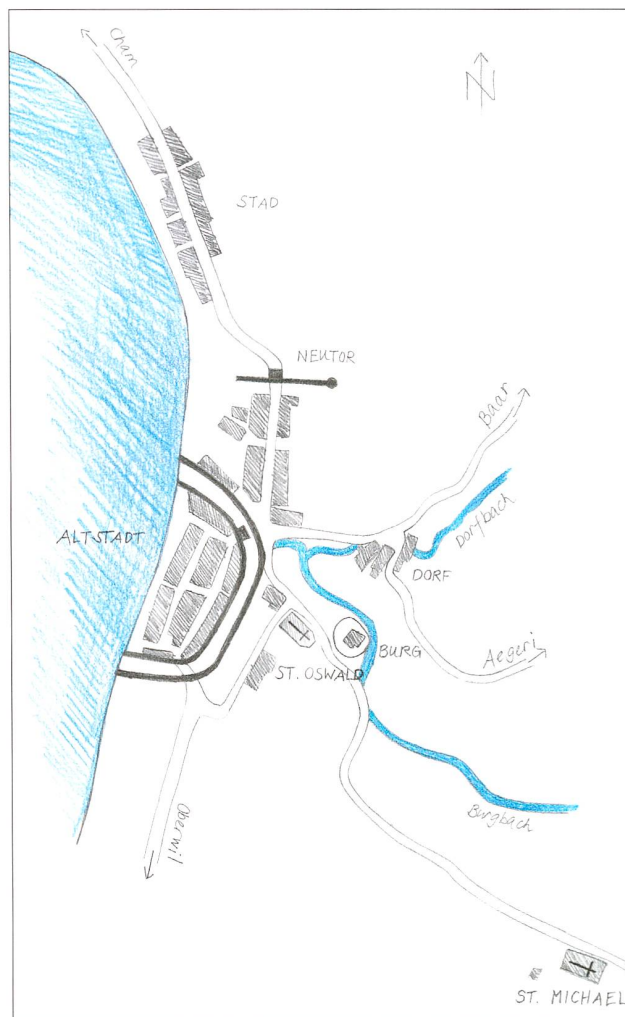 Cham
N
STAD
NEUTOR
Baar
Dorfbach
ALTSTADT
DORF
Aegeri
BURG
ST. OSWALD
Burgbach
Oberwil
ST. MICHAEL